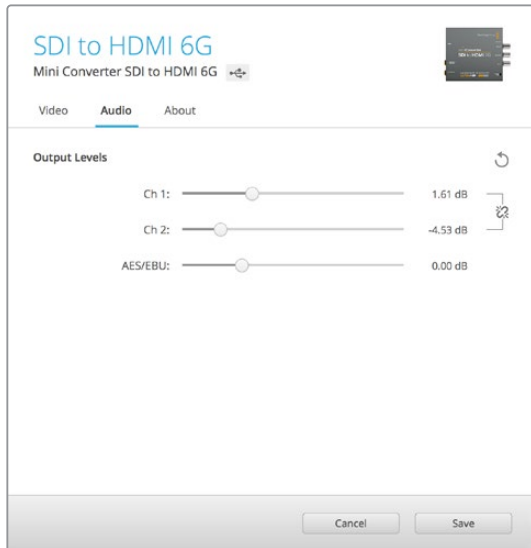 SDI to HDMI 6G
Mini Converter SDI to HDMI 6G
Video Audio About
Output Levels
Ch 1: 1.61 dB
Ch 2: -4.53 dB
AES/EBU: 0.00 dB
Cancel Save